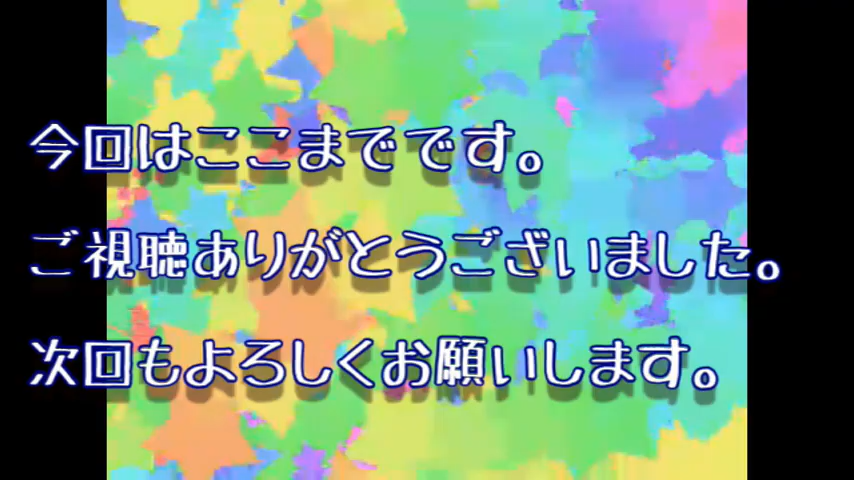 今回はここまでです。
ご視聴ありがとうございました。
次回もよろしくお願いします。